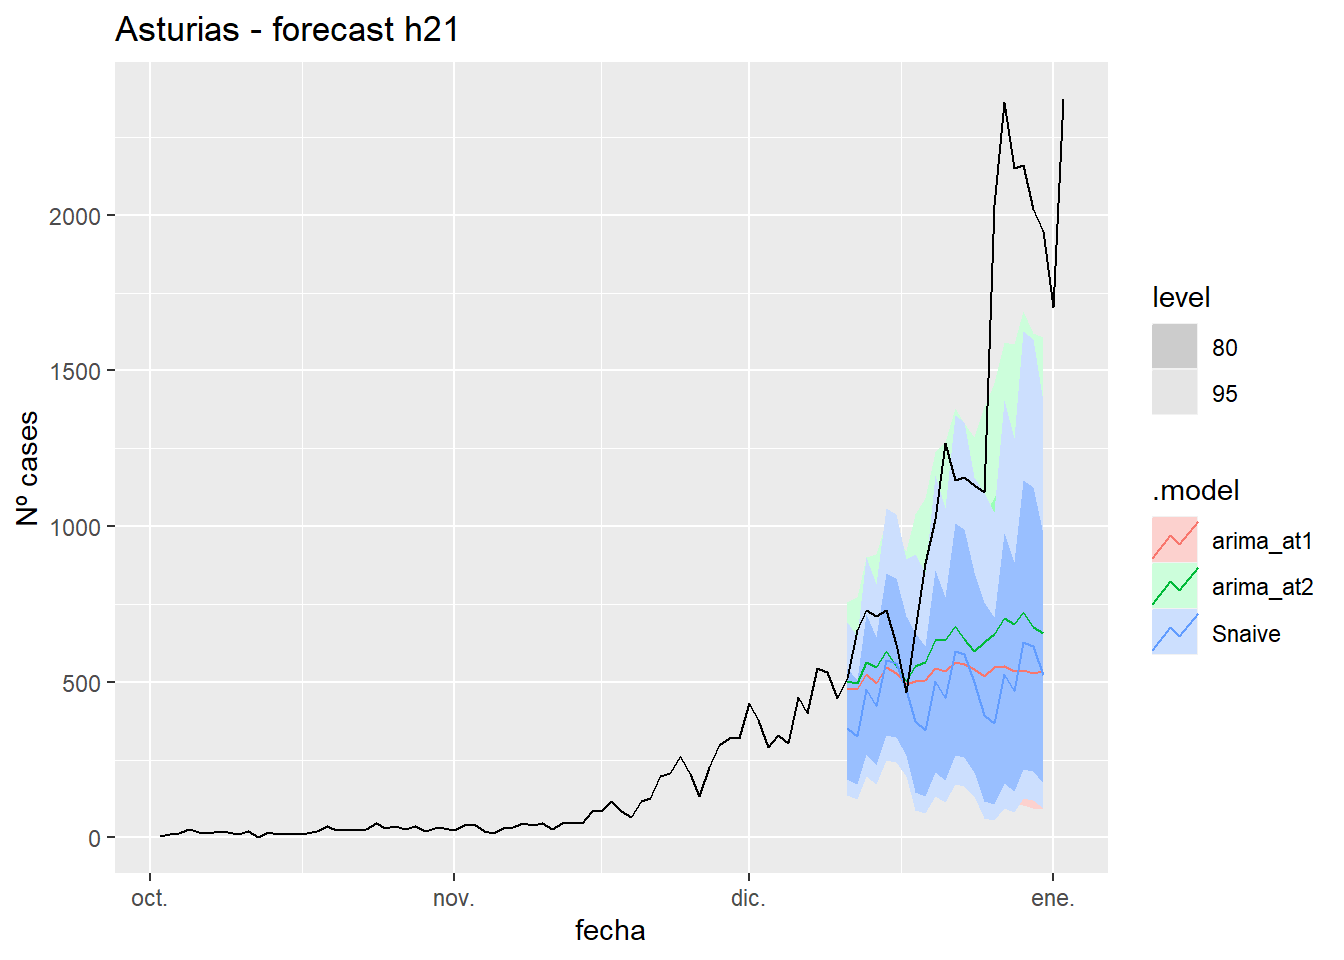 Asturias - forecast h21
Nº cases
2000
1500
1000
500
0
oct.
nov.
dic.
ene.
fecha
level
80
95
.model
arima_at1
arima_at2
Snaive